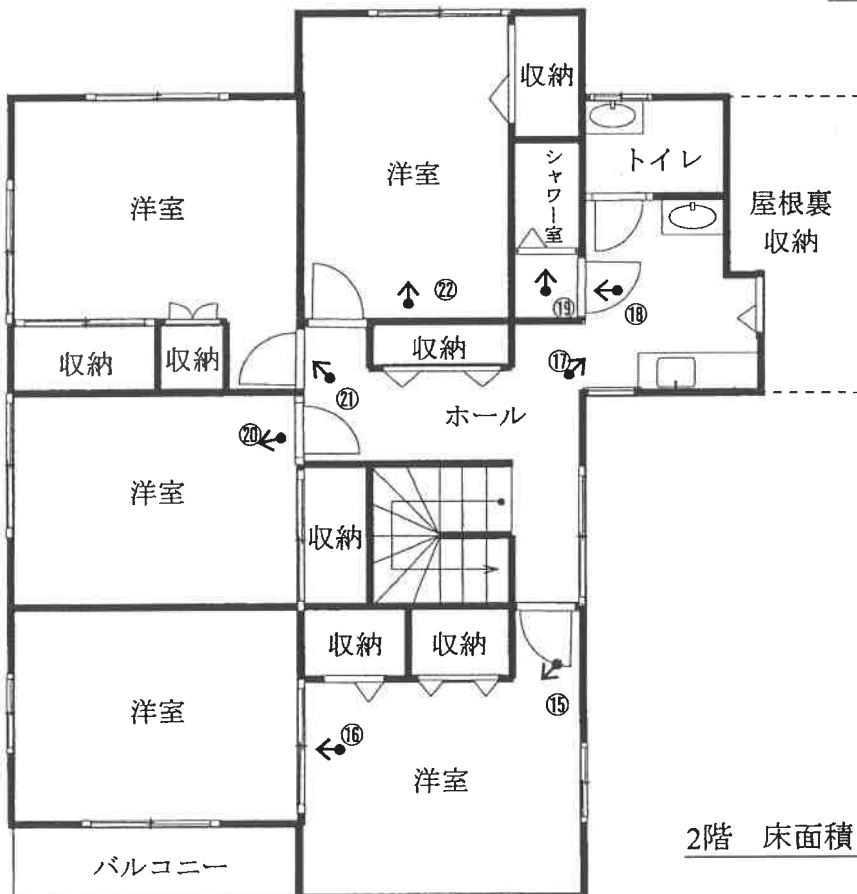 収納
シャワー室
トイレ
洋室
洋室
屋根裏
収納
㉒
⑲
⑱
収納
収納
収納
⑰
㉑
ホール
⑳
洋室
収納
収納
収納
洋室
⑮
⑯
洋室
2階 床面積
バルコニー